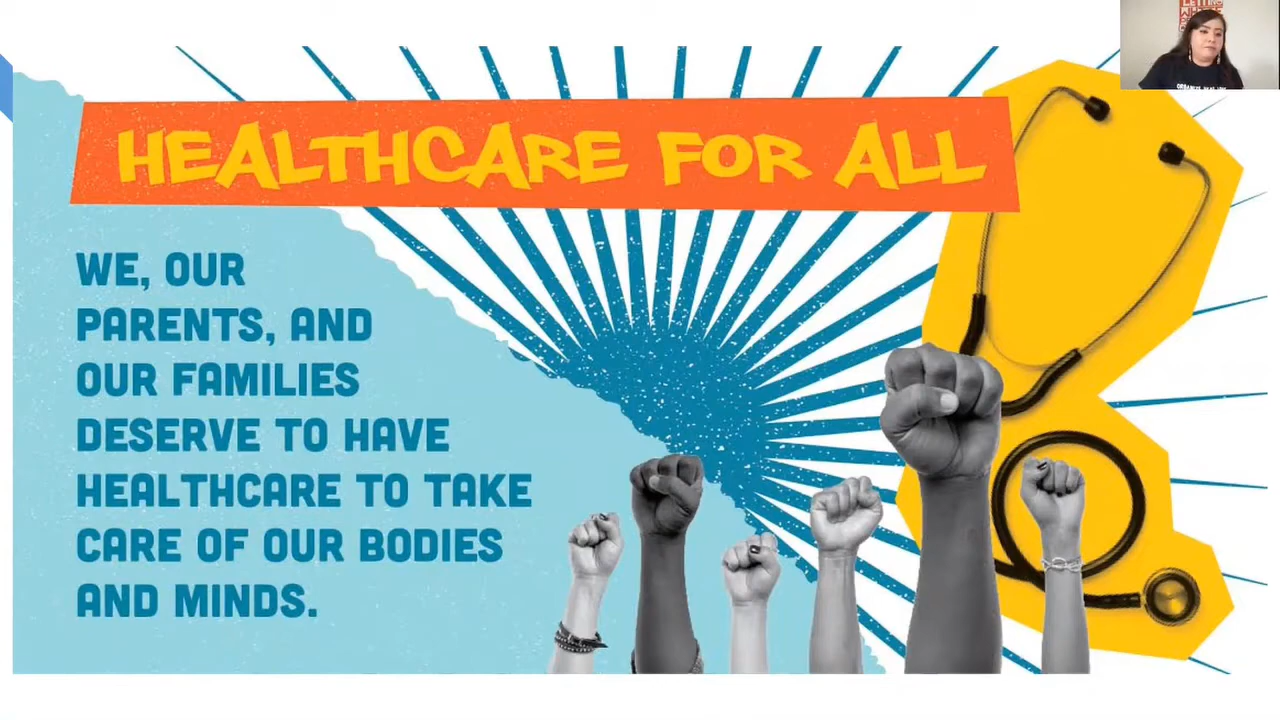 HEALTHCARE FOR ALL
WE, OUR
PARENTS, AND
OUR FAMILIES
DESERVE TO HAVE
HEALTHCARE TO TAKE
CARE OF OUR BODIES
AND MINDS.